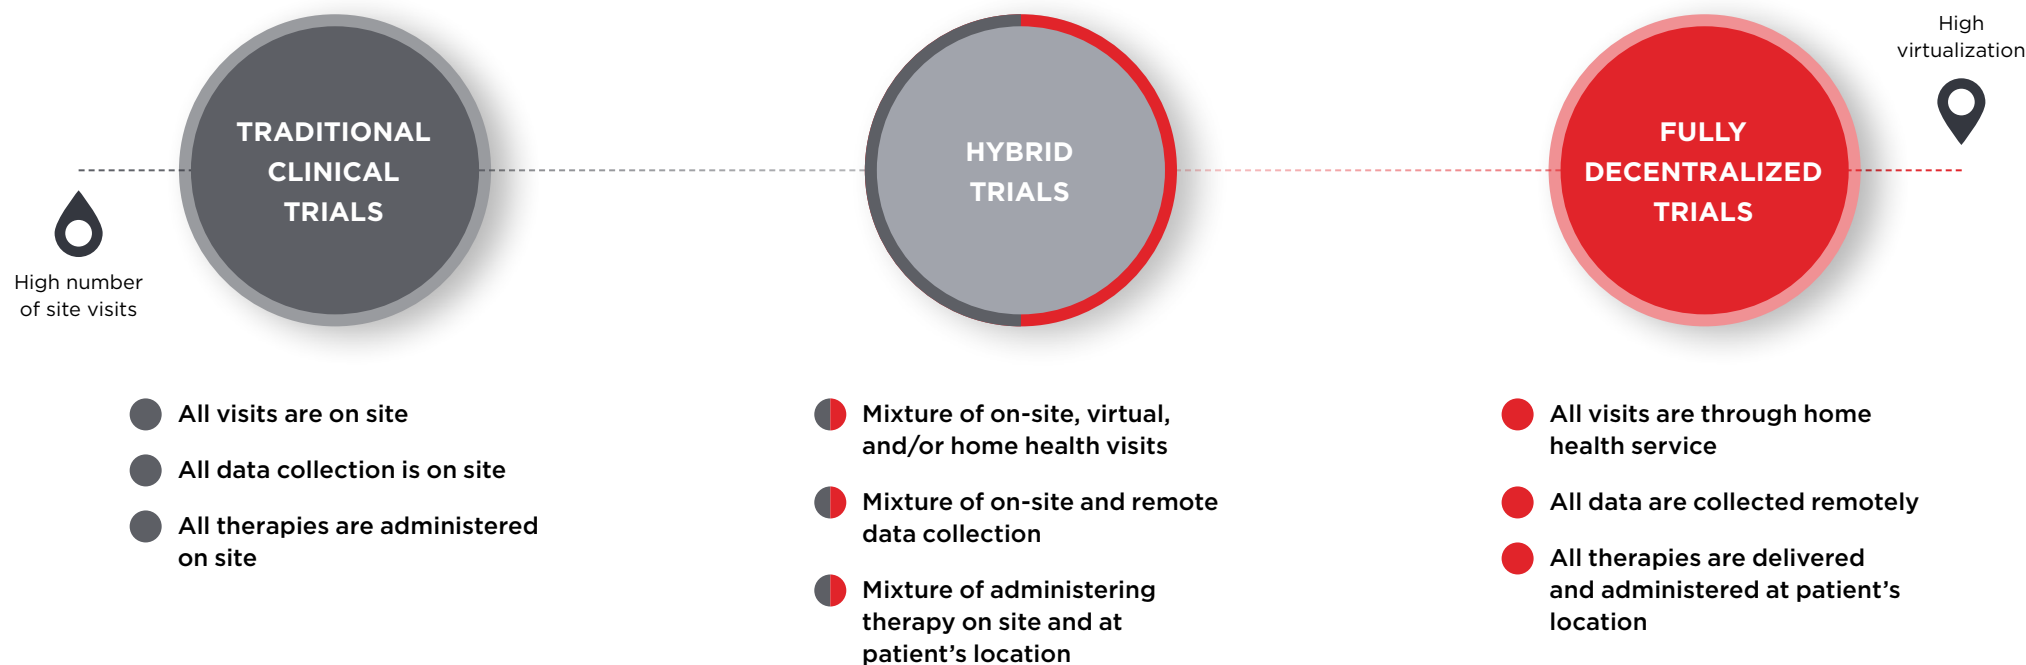 High number
of site visits
TRADITIONAL
CLINICAL
TRIALS
HYBRID
TRIALS
FULLY
DECENTRALIZED
TRIALS
High
virtualization
All visits are on site
All data collection is on site
All therapies are administered
on site
Mixture of on-site, virtual,
and/or home health visits
Mixture of on-site and remote
data collection
Mixture of administering
therapy on site and at
patient’s location
All visits are through home
health service
All data are collected remotely
All therapies are delivered
and administered at patient’s
location